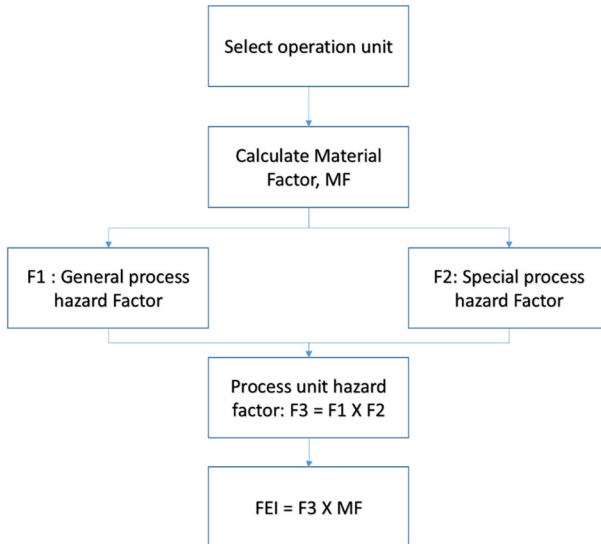 Select operation unit
Calculate Material
Factor, MF
F1 : General process
hazard Factor
F2: Special process
hazard Factor
Process unit hazard
factor: F3 = F1 X F2
FEI = F3 X MF